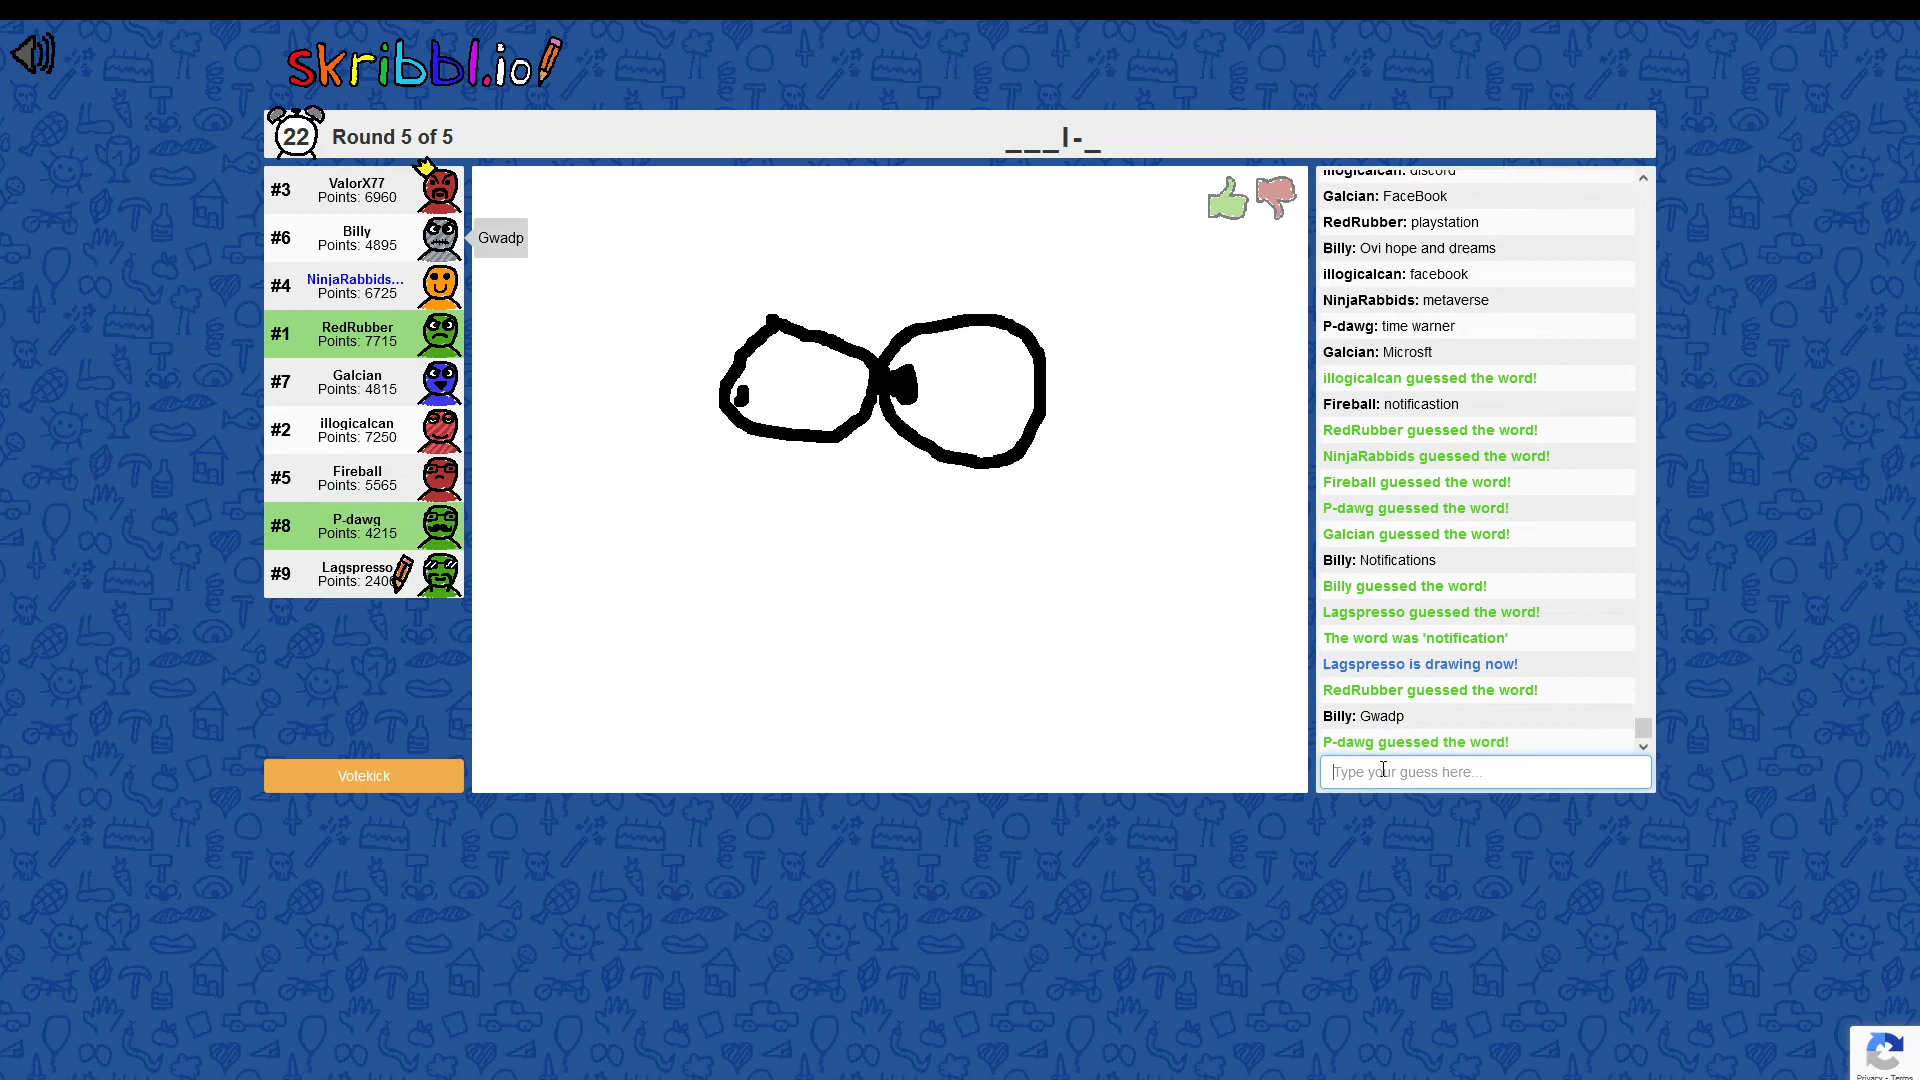 skribbl.io
22
Round 5 of 5
_ _ _ l - _
#3
ValorX77
Points: 6960
#6
Billy
Points: 4895
Gwadp
#4
NinjaRabbids...
Points: 6725
#1
RedRubber
Points: 7715
#7
Galcian
Points: 4815
#2
illogicalcan
Points: 7250
#5
Fireball
Points: 5565
#8
P-dawg
Points: 4215
#9
Lagspresso
Points: 240
Votekick
illogicalcan: discord
Galcian: FaceBook
RedRubber: playstation
Billy: Ovi hope and dreams
illogicalcan: facebook
NinjaRabbids: metaverse
P-dawg: time warner
Galcian: Microsft
illogicalcan guessed the word!
Fireball: notificastion
RedRubber guessed the word!
NinjaRabbids guessed the word!
Fireball guessed the word!
P-dawg guessed the word!
Galcian guessed the word!
Billy: Notifications
Billy guessed the word!
Lagspresso guessed the word!
The word was 'notification'
Lagspresso is drawing now!
RedRubber guessed the word!
Billy: Gwadp
P-dawg guessed the word!
Type your guess here...
Privacy - Terms